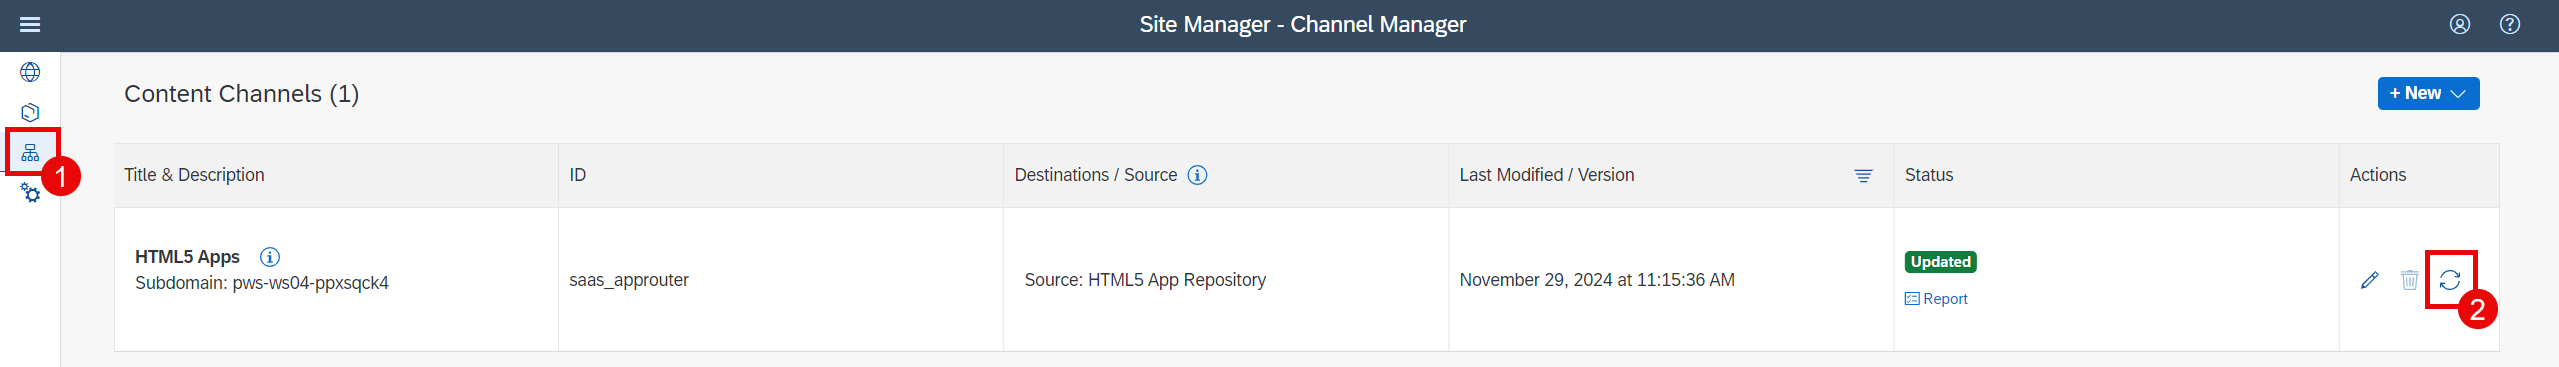 Site Manager - Channel Manager
Content Channels (1)
+ New
1
Title & Description
ID
Destinations / Source
Last Modified / Version
Status
Actions
HTML5 Apps
Subdomain: pws-ws04-ppxsqck4
saas_approuter
Source: HTML5 App Repository
November 29, 2024 at 11:15:36 AM
Updated
Report
2